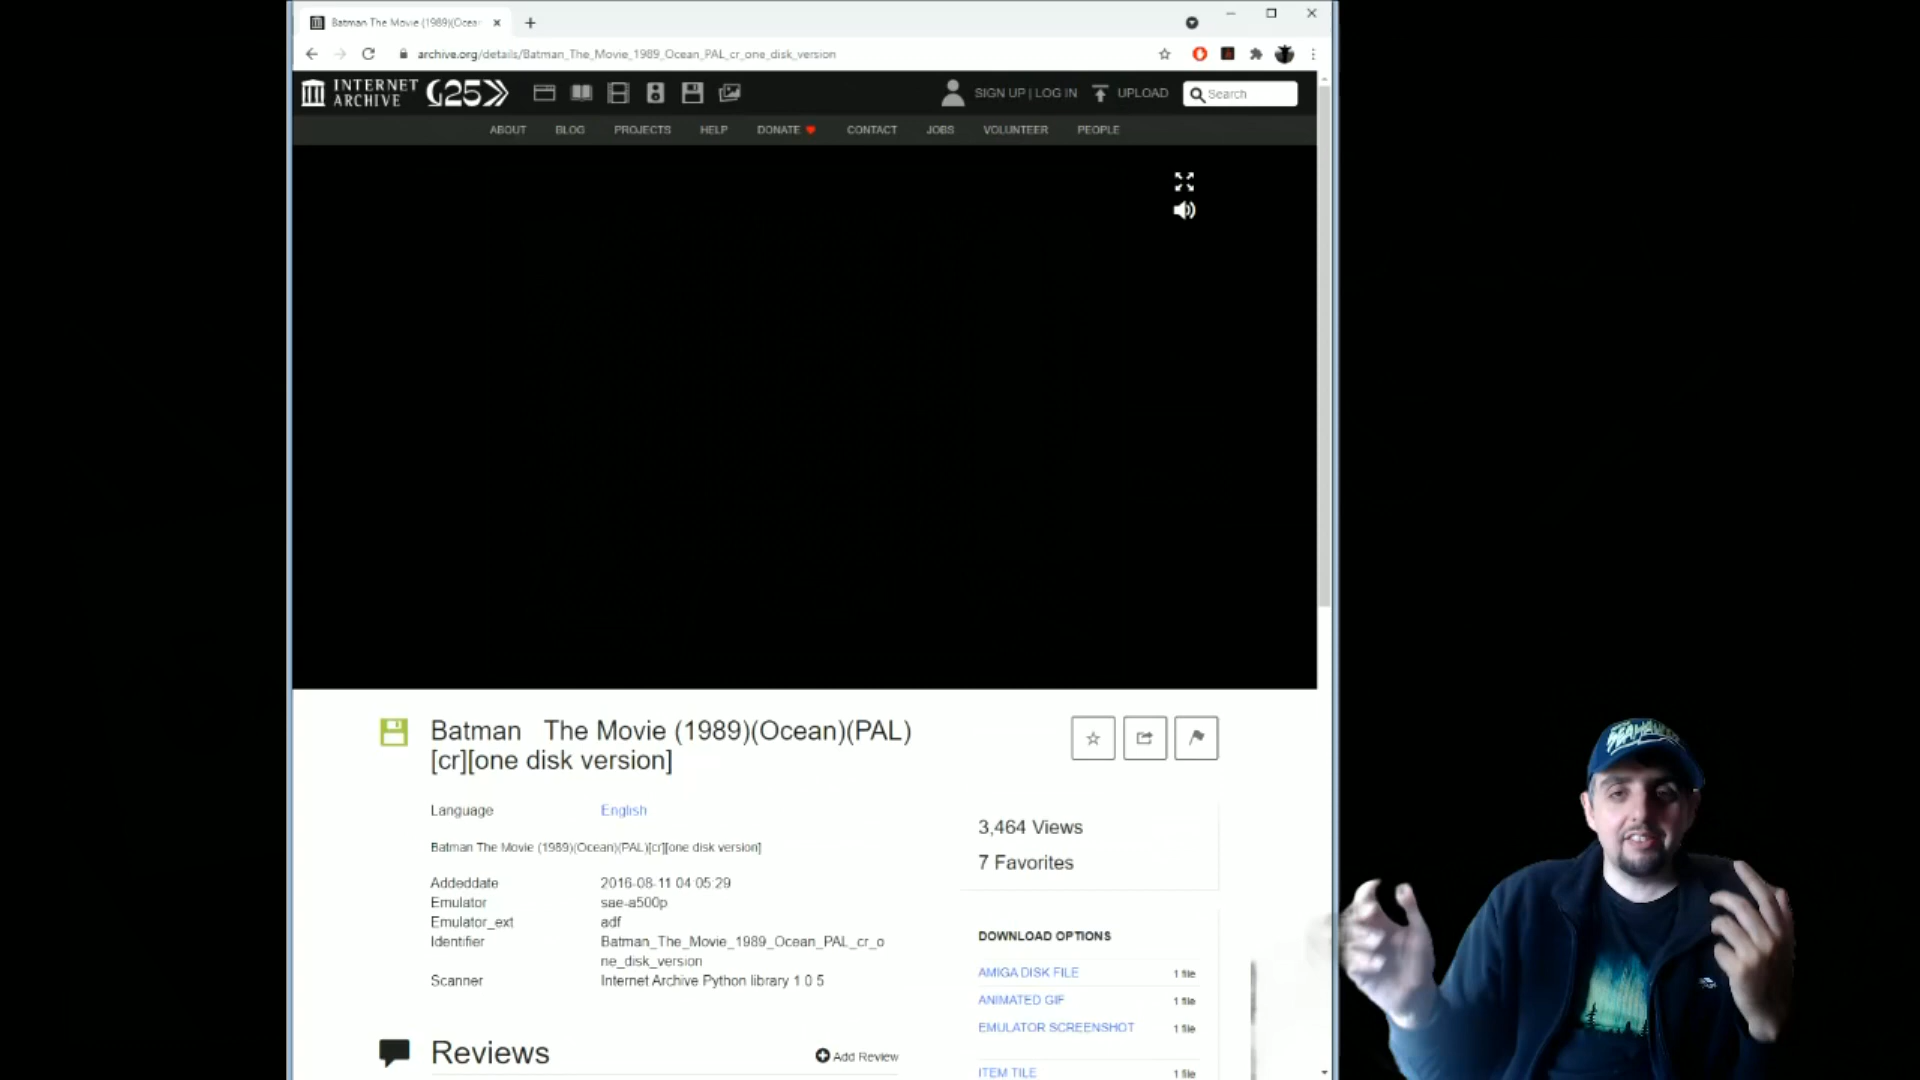 Batman The Movie (1989)(Ocean
archive.org/details/Batman_The_Movie_1989_Ocean_PAL_cr_one_disk_version
INTERNET ARCHIVE 25
SIGN UP | LOG IN
UPLOAD
Search
ABOUT BLOG PROJECTS HELP DONATE CONTACT JOBS VOLUNTEER PEOPLE
Batman The Movie (1989)(Ocean)(PAL)
[cr][one disk version]
Language English
Batman The Movie (1989)(Ocean)(PAL)[cr][one disk version]
Addeddate 2016-08-11 04:05:29
Emulator sae-a500p
Emulator_ext adf
Identifier Batman_The_Movie_1989_Ocean_PAL_cr_o
ne_disk_version
Scanner Internet Archive Python library 1 0 5
Reviews
Add Review
3,464 Views
7 Favorites
DOWNLOAD OPTIONS
AMIGA DISK FILE 1 file
ANIMATED GIF 1 file
EMULATOR SCREENSHOT 1 file
ITEM TILE 1 file